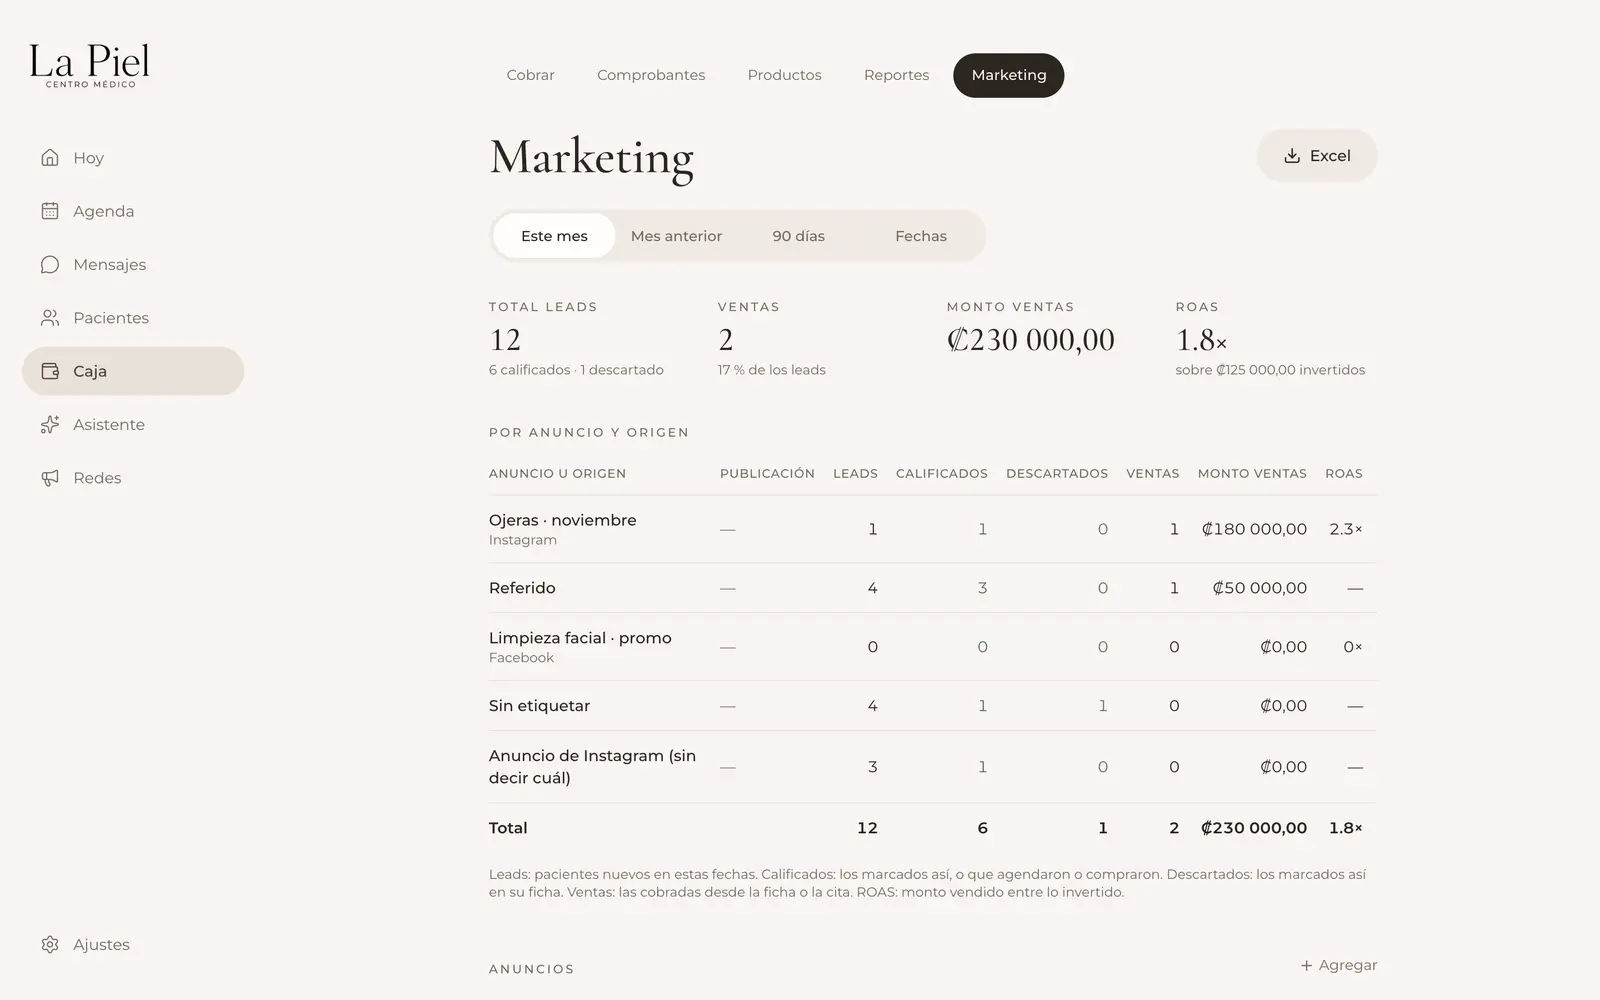 La Piel
CENTRO MÉDICO
Hoy
Agenda
Mensajes
Pacientes
Caja
Asistente
Redes
Ajustes
Cobrar Comprobantes Productos Reportes Marketing
Marketing
Excel
Este mes Mes anterior 90 días Fechas
TOTAL LEADS VENTAS MONTO VENTAS ROAS
12 2 ₡230 000,00 1.8×
6 calificados · 1 descartado 17 % de los leads sobre ₡125 000,00 invertidos
POR ANUNCIO Y ORIGEN
ANUNCIO U ORIGEN PUBLICACIÓN LEADS CALIFICADOS DESCARTADOS VENTAS MONTO VENTAS ROAS
Ojeras · noviembre — 1 1 0 1 ₡180 000,00 2.3×
Instagram
Referido — 4 3 0 1 ₡50 000,00 —
Limpieza facial · promo — 0 0 0 0 ₡0,00 0×
Facebook
Sin etiquetar — 4 1 1 0 ₡0,00 —
Anuncio de Instagram (sin
decir cuál) — 3 1 0 0 ₡0,00 —
Total 12 6 1 2 ₡230 000,00 1.8×
Leads: pacientes nuevos en estas fechas. Calificados: los marcados así, o que agendaron o compraron. Descartados: los marcados así
en su ficha. Ventas: las cobradas desde la ficha o la cita. ROAS: monto vendido entre lo invertido.
ANUNCIOS + Agregar